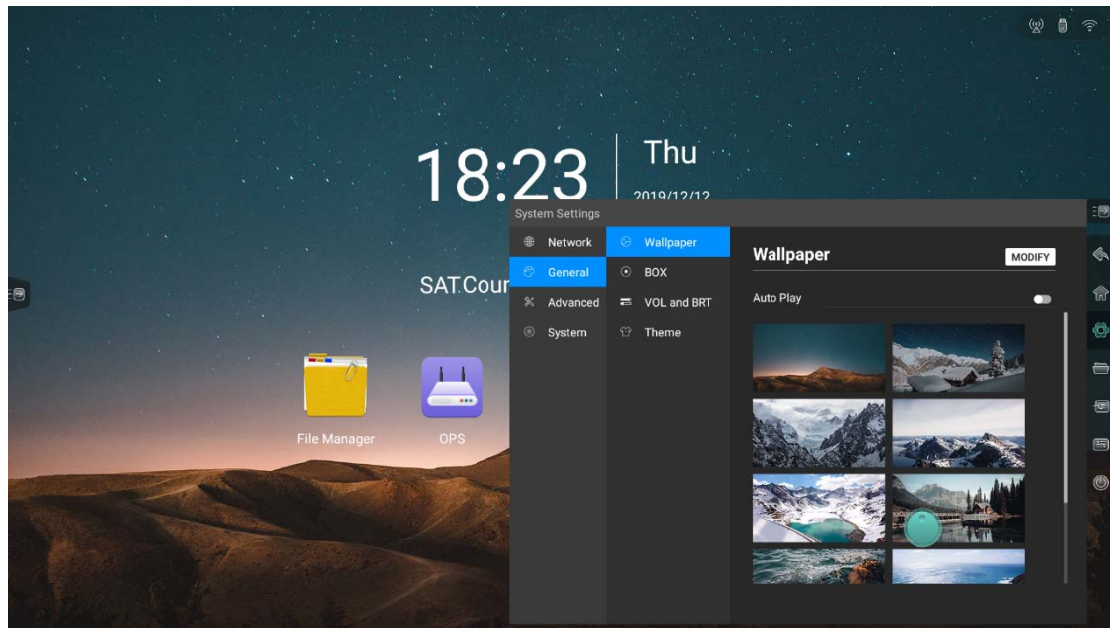 18:23
Thu
2019/12/12
SAT.Cour
File Manager
OPS
System Settings
Network
General
Advanced
System
Wallpaper
BOX
VOL and BRT
Theme
Wallpaper
MODIFY
Auto Play